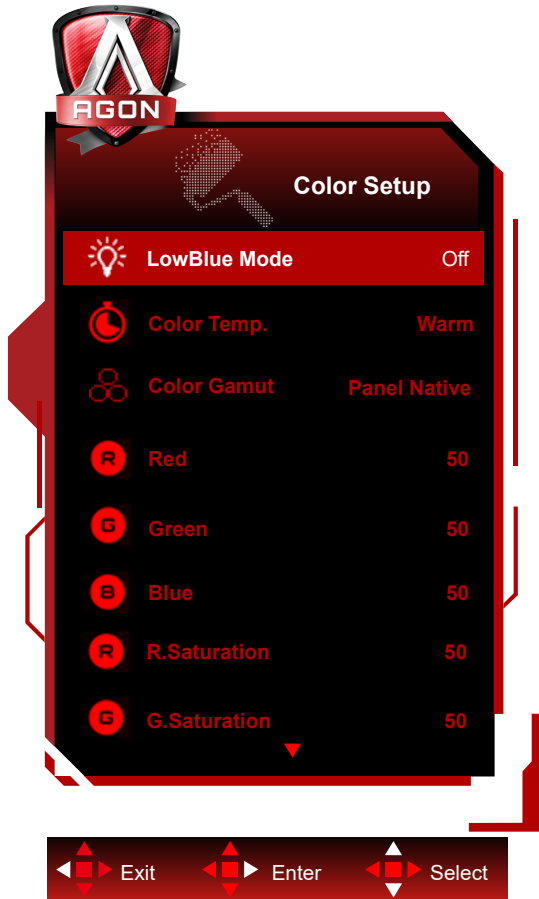 AGON
Color Setup
LowBlue Mode Off
Color Temp. Warm
Color Gamut Panel Native
R Red 50
G Green 50
B Blue 50
R R.Saturation 50
G G.Saturation 50
Exit Enter Select